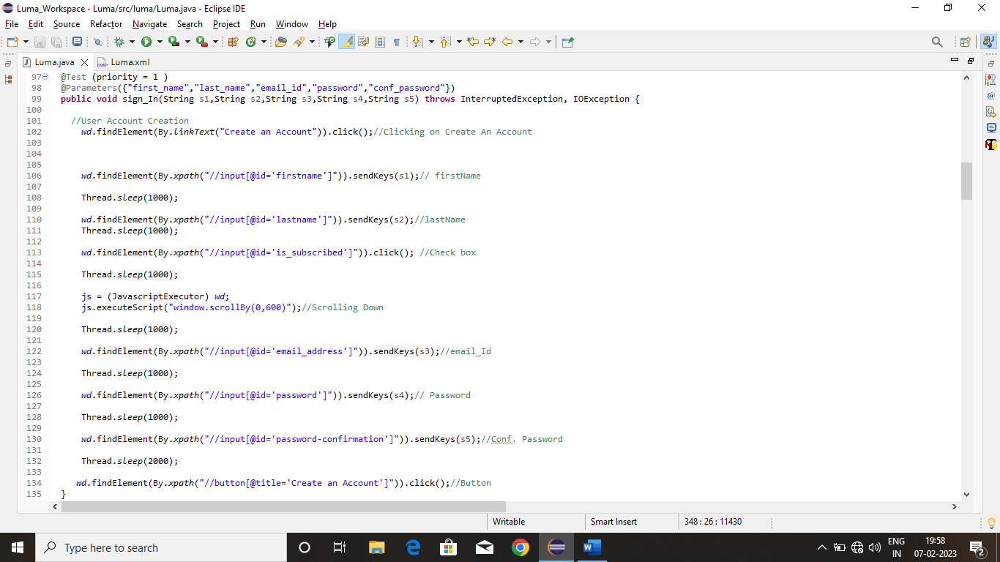 Luma_Workspace - Luma/src/luma/Luma.java - Eclipse IDE
File Edit Source Refactor Navigate Search Project Run Window Help
Luma.java Luma.xml
97 @Test (priority = 1 )
98 @Parameters({"first_name","last_name","email_id","password","conf_password"})
99 public void sign_In(String s1,String s2,String s3,String s4,String s5) throws InterruptedException, IOException {
100
101 //User Account Creation
102 wd.findElement(By.linkText("Create an Account")).click();//Clicking on Create An Account
103
104
105
106 wd.findElement(By.xpath("//input[@id='firstname']")).sendKeys(s1);// firstName
107
108 Thread.sleep(1000);
109
110 wd.findElement(By.xpath("//input[@id='lastname']")).sendKeys(s2);//lastName
111 Thread.sleep(1000);
112
113 wd.findElement(By.xpath("//input[@id='is_subscribed']")).click(); //Check box
114
115 Thread.sleep(1000);
116
117 js = (JavascriptExecutor) wd;
118 js.executeScript("window.scrollBy(0,600)");//Scrolling Down
119
120 Thread.sleep(1000);
121
122 wd.findElement(By.xpath("//input[@id='email_address']")).sendKeys(s3);//email_Id
123
124 Thread.sleep(1000);
125
126 wd.findElement(By.xpath("//input[@id='password']")).sendKeys(s4);// Password
127
128 Thread.sleep(1000);
129
130 wd.findElement(By.xpath("//input[@id='password-confirmation']")).sendKeys(s5);//Conf. Password
131
132 Thread.sleep(2000);
133
134 wd.findElement(By.xpath("//button[@title='Create an Account']")).click();//Button
135 }
Writable Smart Insert 348 : 26 : 11430
Type here to search
ENG 19:58
IN 07-02-2023
2